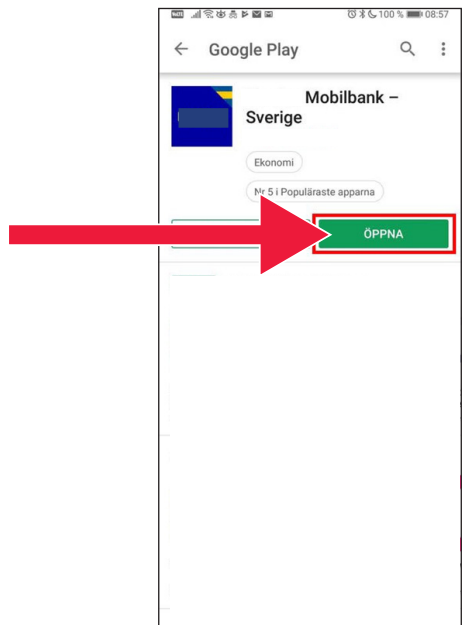 100 % 08:57
Google Play
Mobilbank –
Sverige
Ekonomi
Nr 5 i Populäraste apparna
ÖPPNA